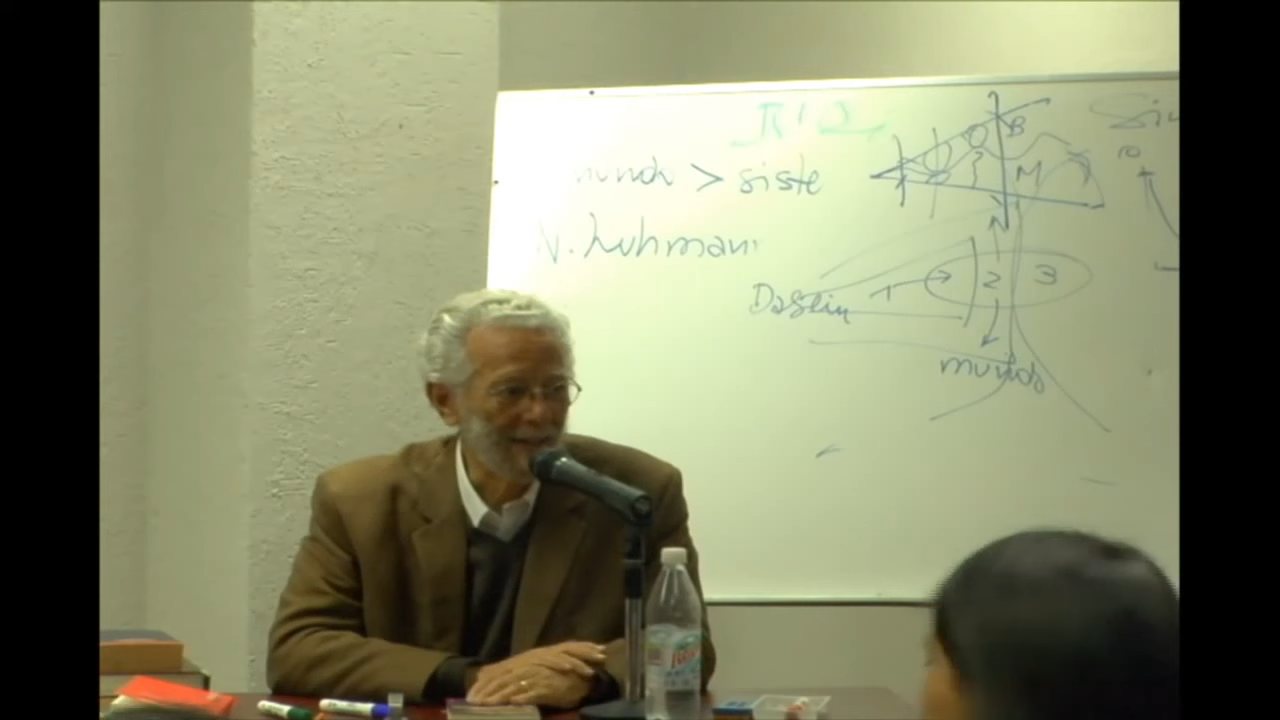 mundo > siste
N. Luhmann
B
M
Dasein 1 2 3
mundo